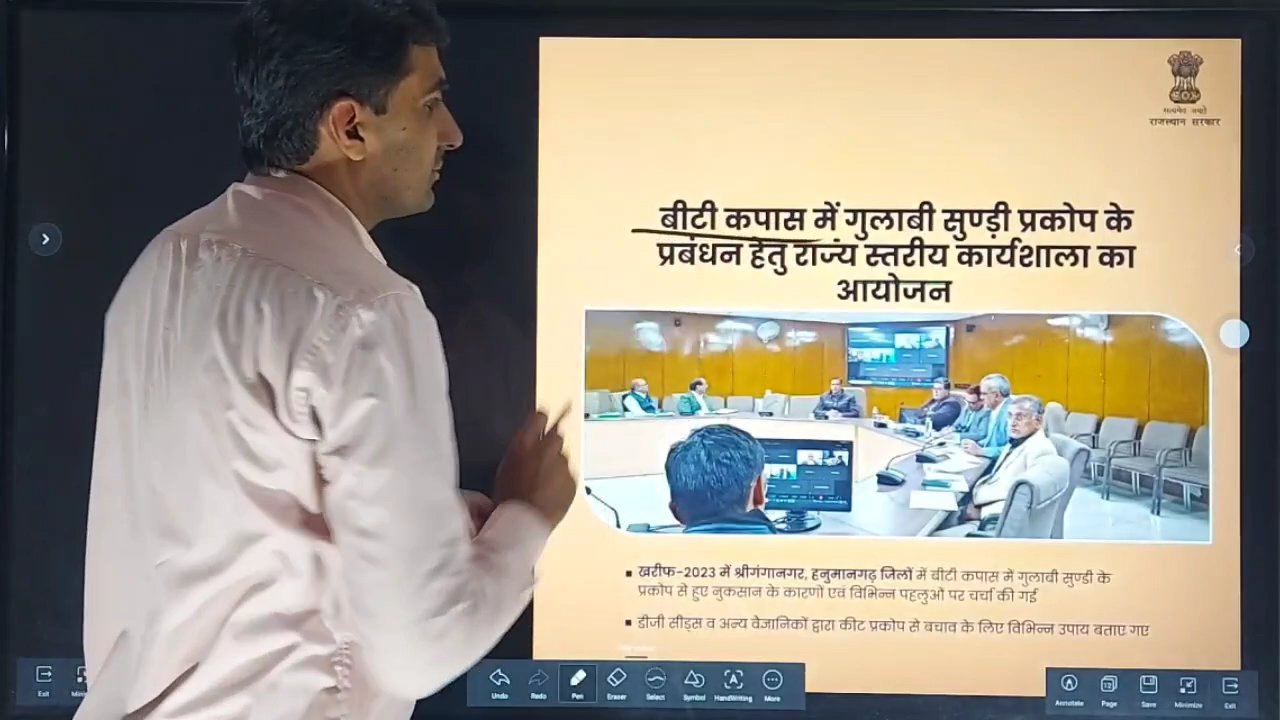 सत्यमेव जयते
राजस्थान सरकार
बीटी कपास में गुलाबी सुण्ड़ी प्रकोप के
प्रबंधन हेतु राज्य स्तरीय कार्यशाला का
आयोजन
▪ खरीफ-2023 में श्रीगंगानगर, हनुमानगढ़ जिलों में बीटी कपास में गुलाबी सुण्डी के
प्रकोप से हुए नुकसान के कारणों एवं विभिन्न पहलुओं पर चर्चा की गई
▪ डीजी सीड्स व अन्य वैज्ञानिकों द्वारा कीट प्रकोप से बचाव के लिए विभिन्न उपाय बताए गए
Exit
Undo
Redo
Pen
Eraser
Select
Symbol
HandWriting
More
Annotate
Page
Save
Minimize
Exit